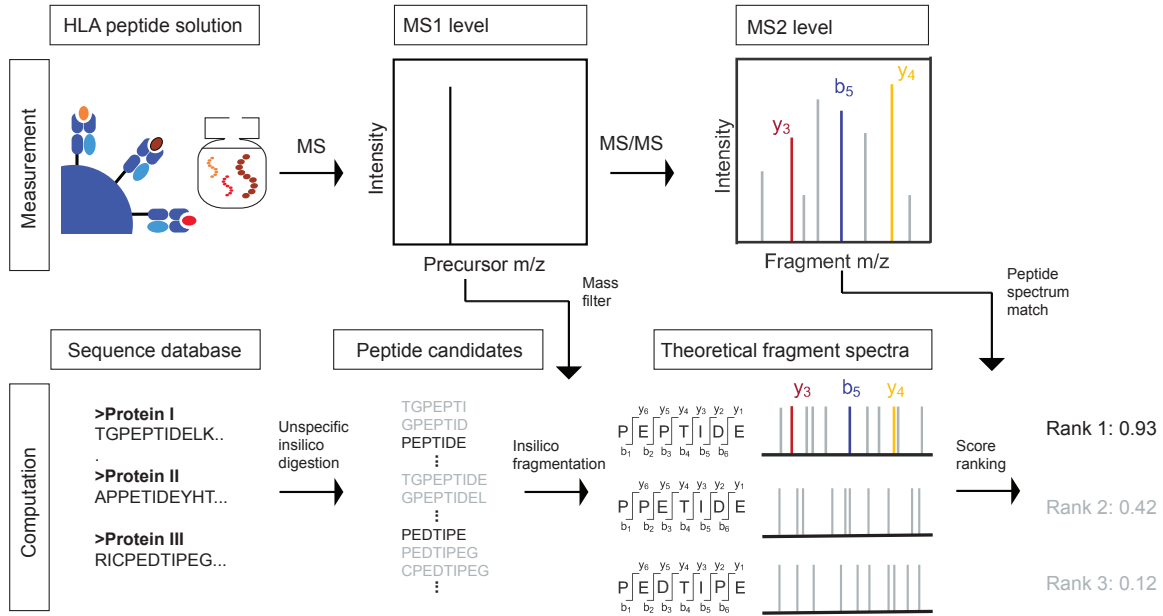 HLA peptide solution
MS1 level
MS2 level
Measurement
MS
Intensity
Precursor m/z
MS/MS
Intensity
y3
b5
y4
Fragment m/z
Mass
filter
Peptide
spectrum
match
Sequence database
Peptide candidates
Theoretical fragment spectra
Computation
>Protein I
TGPEPTIDELK..
.
>Protein II
APPETIDEYHT...
>Protein III
RICPEDTIPEG...
Unspecific
insilico
digestion
TGPEPTI
GPEPTID
PEPTIDE
⋮
TGPEPTIDE
GPEPTIDEL
⋮
PEDTIPE
PEDTIPEG
CPEDTIPEG
⋮
Insilico
fragmentation
y6 y5 y4 y3 y2 y1
P E P T I D E
b1 b2 b3 b4 b5 b6
y3
b5
y4
y6 y5 y4 y3 y2 y1
P P E T I D E
b1 b2 b3 b4 b5 b6
y6 y5 y4 y3 y2 y1
P E D T I P E
b1 b2 b3 b4 b5 b6
Score
ranking
Rank 1: 0.93
Rank 2: 0.42
Rank 3: 0.12